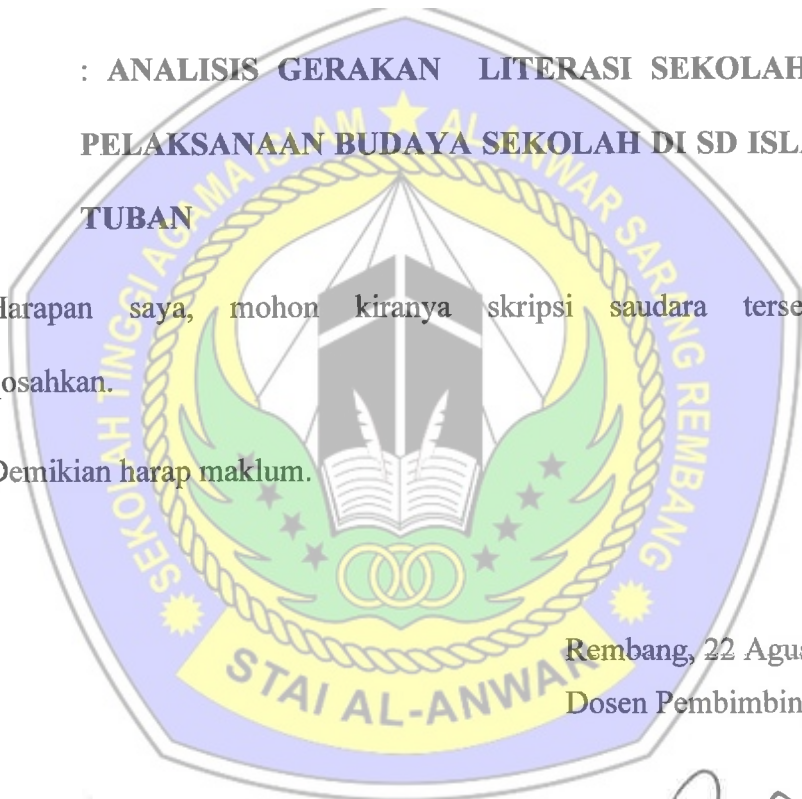 : ANALISIS GERAKAN LITERASI SEKOLAH
PELAKSANAAN BUDAYA SEKOLAH DI SD ISLA
TUBAN
Harapan saya, mohon kiranya skripsi saudara terse
osahkan.
Demikian harap maklum.
Rembang, 22 Agus
Dosen Pembimbin
SEKOLAH TINGGI AGAMA ISLAM AL-ANWAR SARANG REMBANG
STAI AL-ANWAR